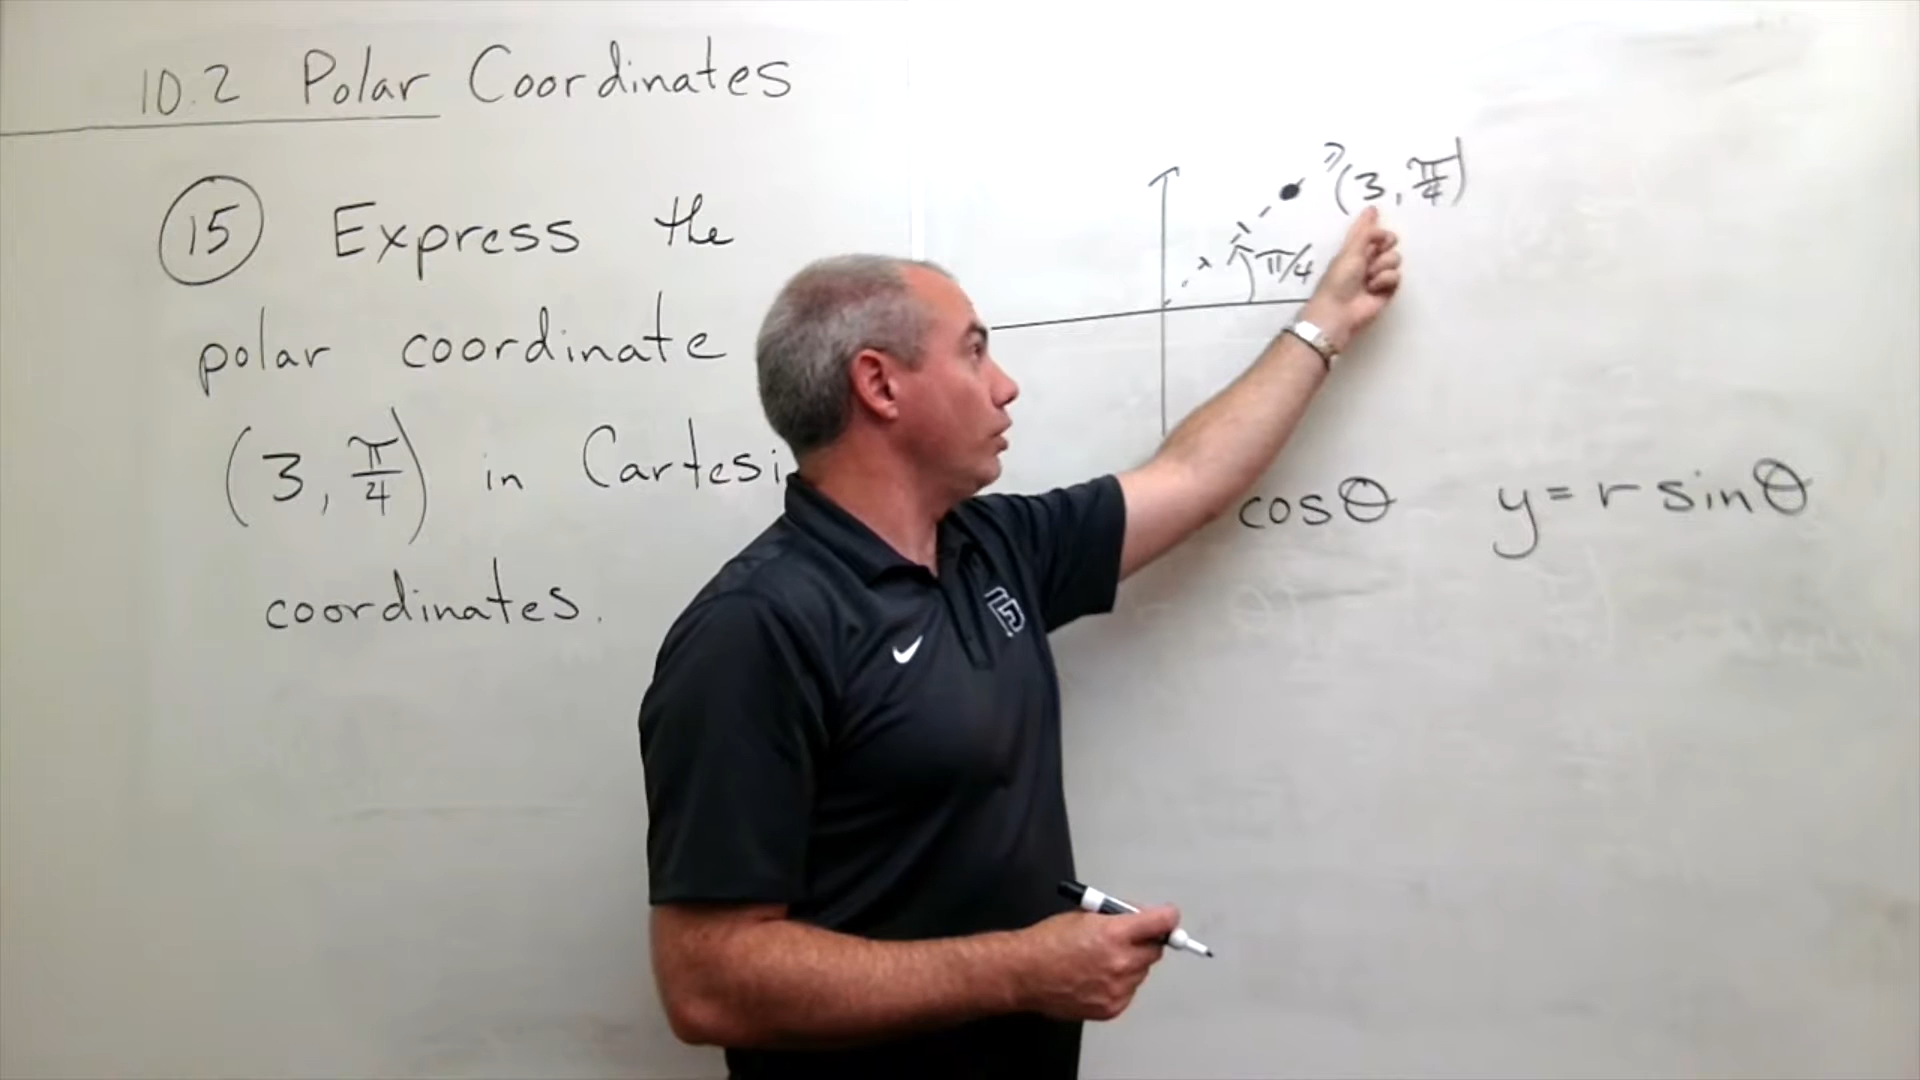 10.2 Polar Coordinates
15 Express the
polar coordinate
(3, π/4) in Cartesi
coordinates.
(3, π/4)
π/4
cosθ y=r sinθ